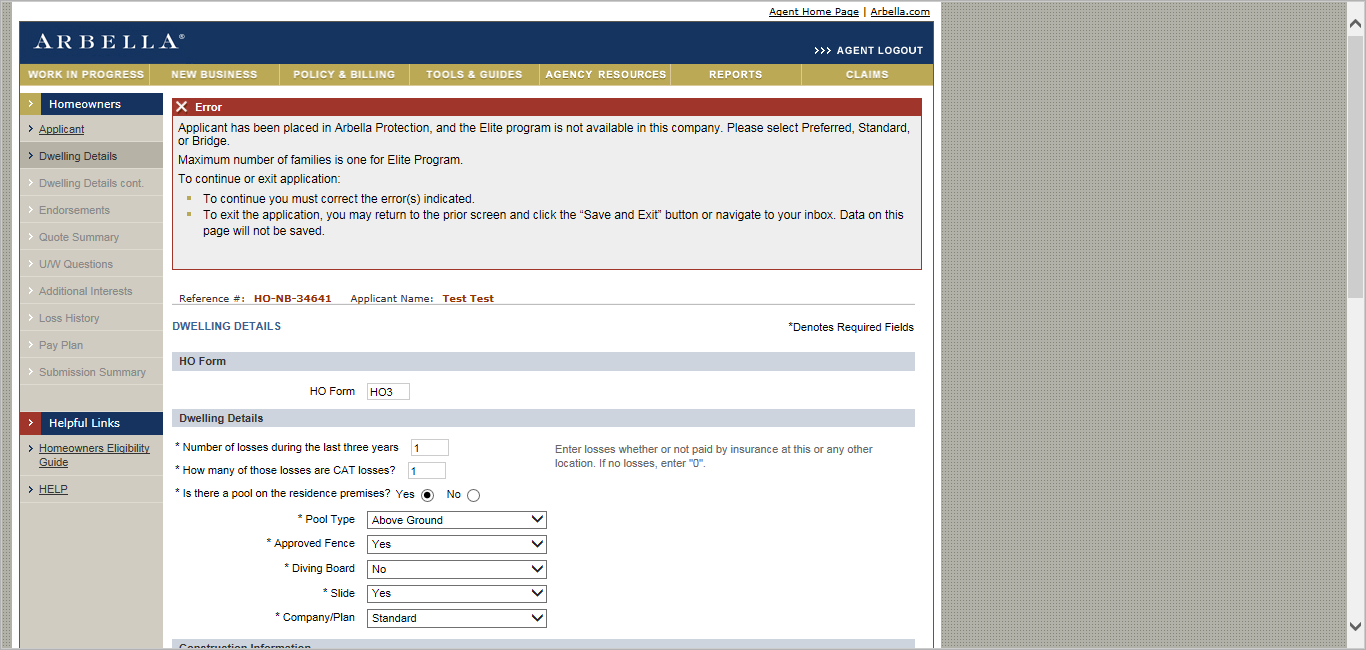 Agent Home Page | Arbella.com
ARBELLA®
>>> AGENT LOGOUT
WORK IN PROGRESS NEW BUSINESS POLICY & BILLING TOOLS & GUIDES AGENCY RESOURCES REPORTS CLAIMS
Homeowners
Applicant
Dwelling Details
Dwelling Details cont.
Endorsements
Quote Summary
U/W Questions
Additional Interests
Loss History
Pay Plan
Submission Summary
Helpful Links
Homeowners Eligibility
Guide
HELP
Error
Applicant has been placed in Arbella Protection, and the Elite program is not available in this company. Please select Preferred, Standard,
or Bridge.
Maximum number of families is one for Elite Program.
To continue or exit application:
To continue you must correct the error(s) indicated.
To exit the application, you may return to the prior screen and click the “Save and Exit” button or navigate to your inbox. Data on this
page will not be saved.
Reference #: HO-NB-34641 Applicant Name: Test Test
DWELLING DETAILS
*Denotes Required Fields
HO Form
HO Form HO3
Dwelling Details
* Number of losses during the last three years 1
Enter losses whether or not paid by insurance at this or any other
location. If no losses, enter "0".
* How many of those losses are CAT losses? 1
* Is there a pool on the residence premises? Yes No
* Pool Type Above Ground
* Approved Fence Yes
* Diving Board No
* Slide Yes
* Company/Plan Standard
Construction Information